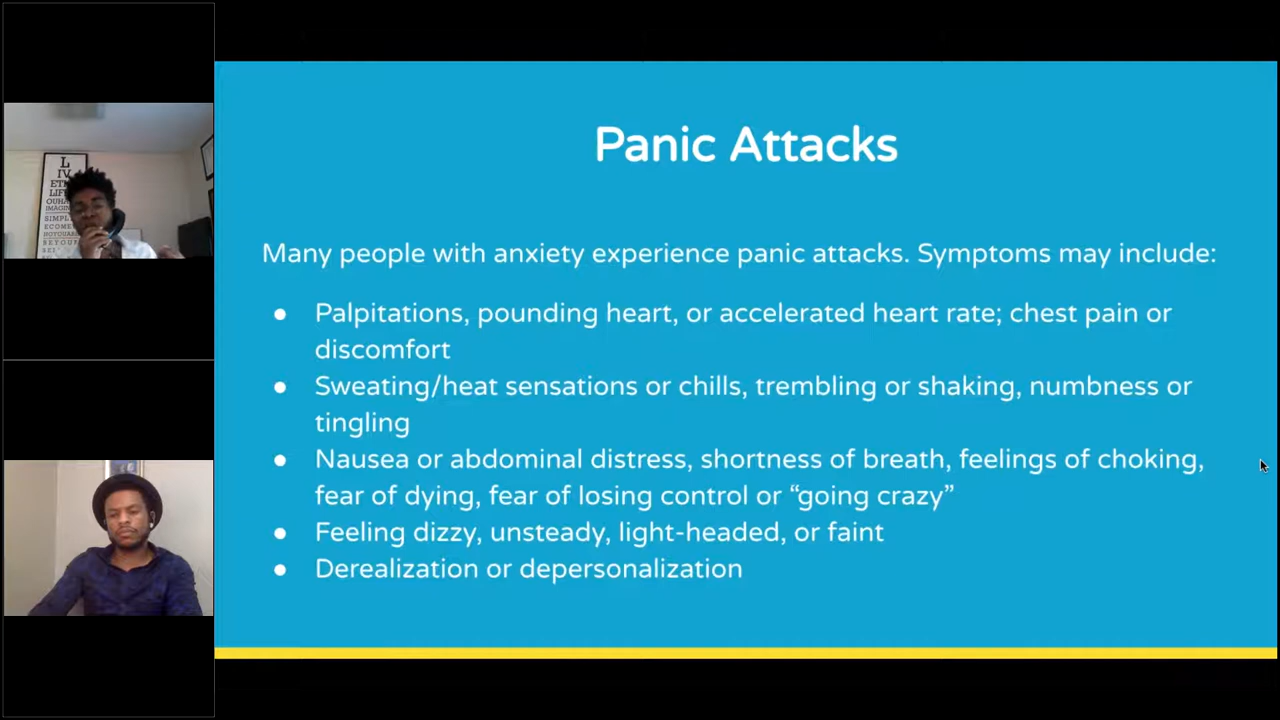 Panic Attacks
Many people with anxiety experience panic attacks. Symptoms may include:
● Palpitations, pounding heart, or accelerated heart rate; chest pain or
discomfort
● Sweating/heat sensations or chills, trembling or shaking, numbness or
tingling
● Nausea or abdominal distress, shortness of breath, feelings of choking,
fear of dying, fear of losing control or “going crazy”
● Feeling dizzy, unsteady, light-headed, or faint
● Derealization or depersonalization
L
IV
LIFE